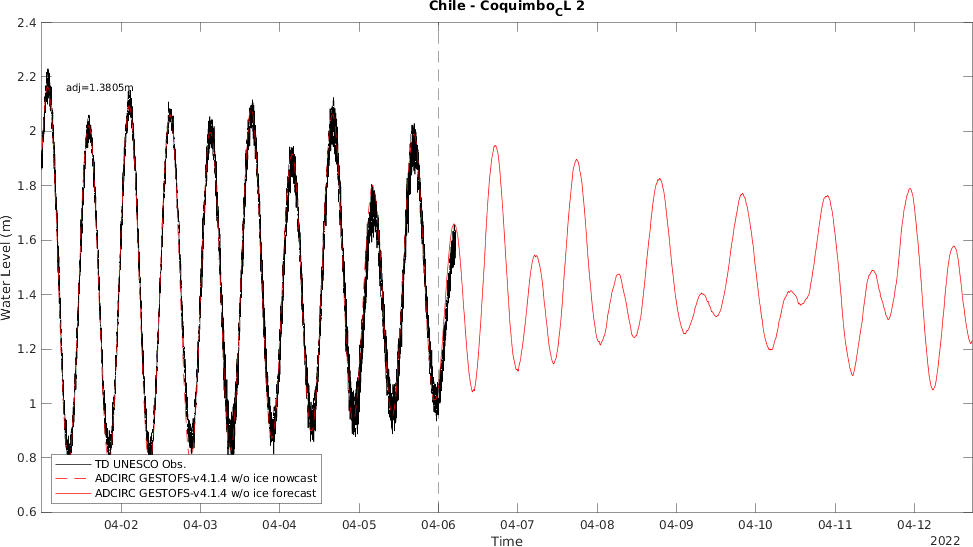 Chile - Coquimbo_CL 2
2.4
2.2
2
1.8
1.6
1.4
1.2
1
0.8
0.6
Water Level (m)
adj=1.3805m
TD UNESCO Obs.
ADCIRC GESTOFS-v4.1.4 w/o ice nowcast
ADCIRC GESTOFS-v4.1.4 w/o ice forecast
04-02 04-03 04-04 04-05 04-06 04-07 04-08 04-09 04-10 04-11 04-12
Time
2022